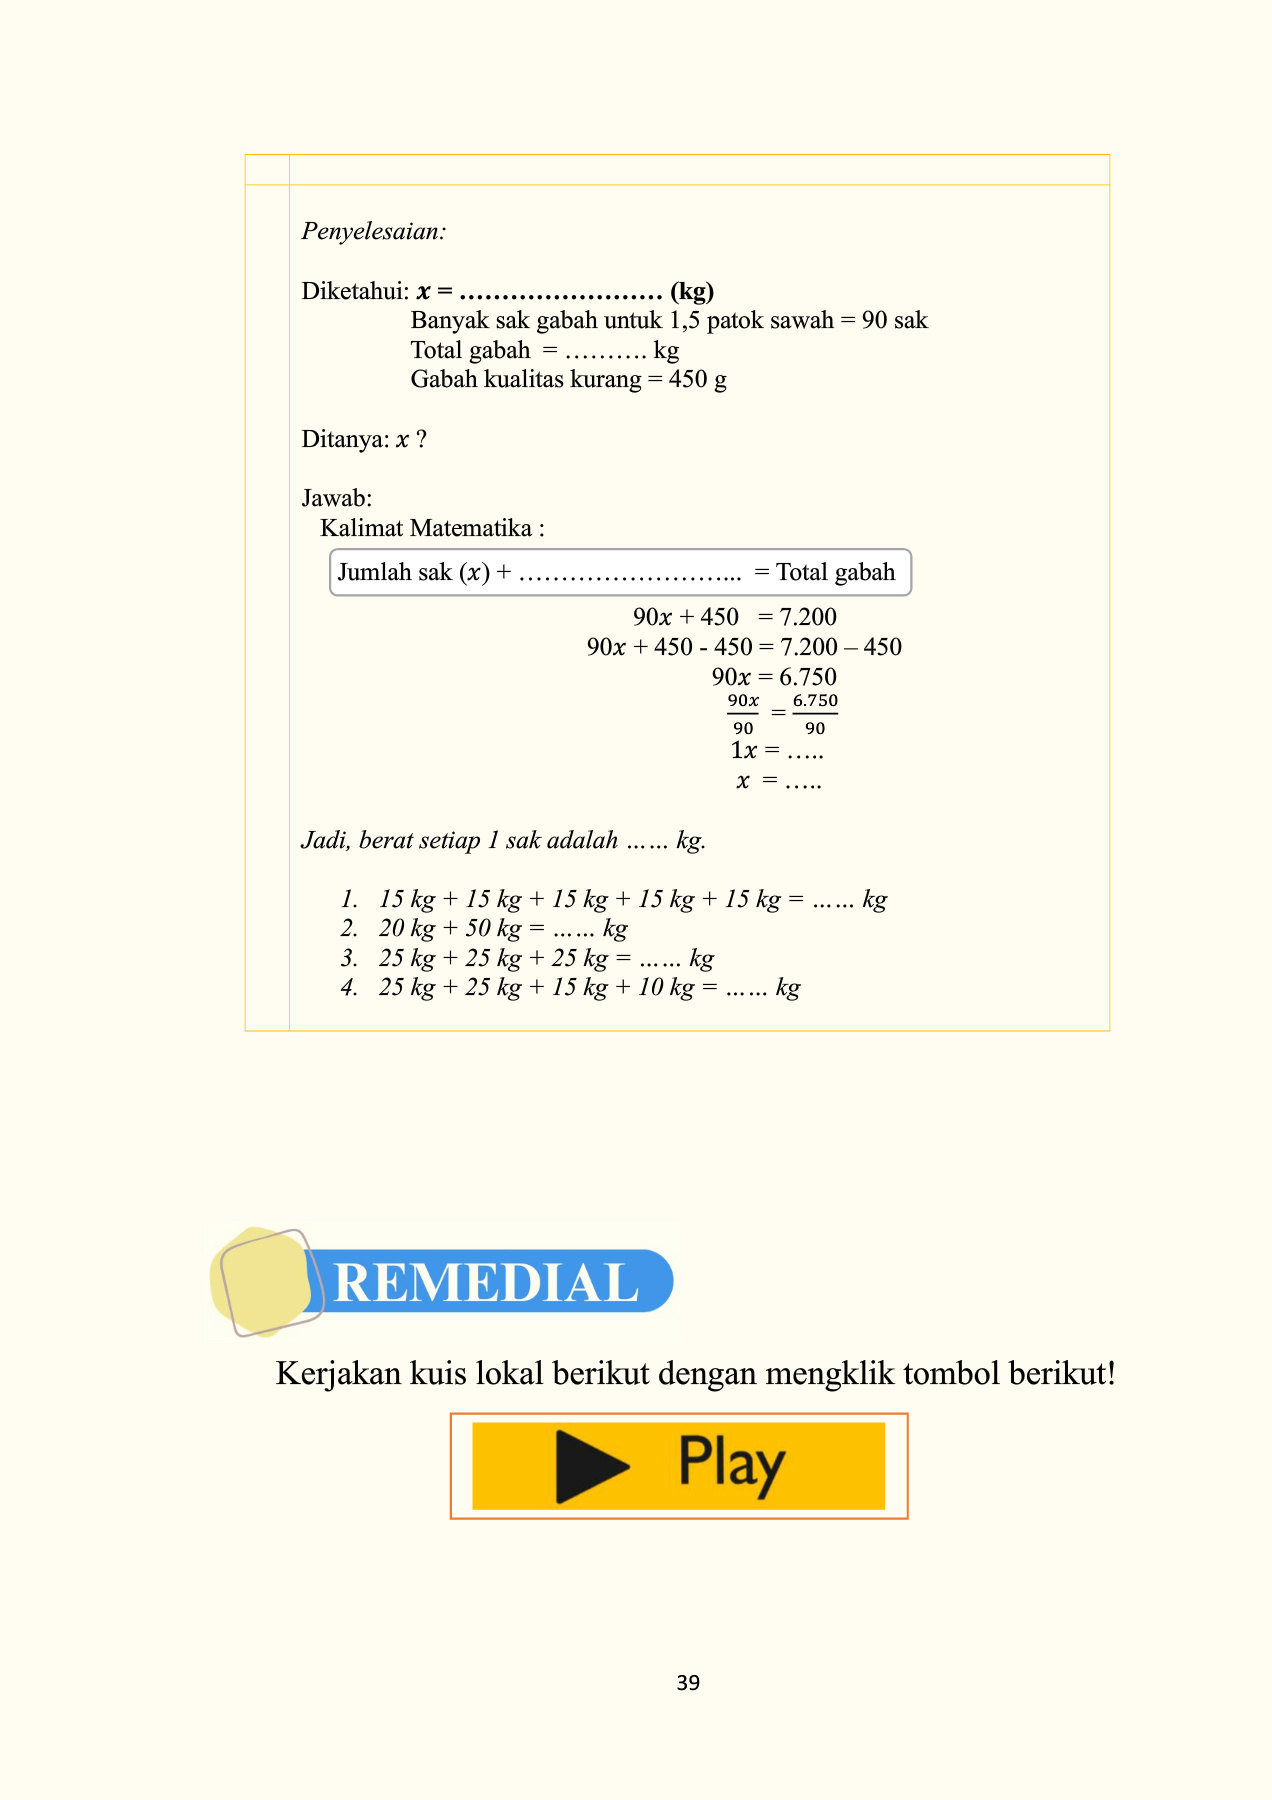 Penyelesaian:
Diketahui: x = …………………… (kg)
Banyak sak gabah untuk 1,5 patok sawah = 90 sak
Total gabah = ………. kg
Gabah kualitas kurang = 450 g
Ditanya: x ?
Jawab:
Kalimat Matematika :
Jumlah sak (x) + ……………………... = Total gabah
90x + 450 = 7.200
90x + 450 - 450 = 7.200 – 450
90x = 6.750
90x/90 = 6.750/90
1x = …..
x = …..
Jadi, berat setiap 1 sak adalah …… kg.
1. 15 kg + 15 kg + 15 kg + 15 kg + 15 kg = …… kg
2. 20 kg + 50 kg = …… kg
3. 25 kg + 25 kg + 25 kg = …… kg
4. 25 kg + 25 kg + 15 kg + 10 kg = …… kg
REMEDIAL
Kerjakan kuis lokal berikut dengan mengklik tombol berikut!
Play
39